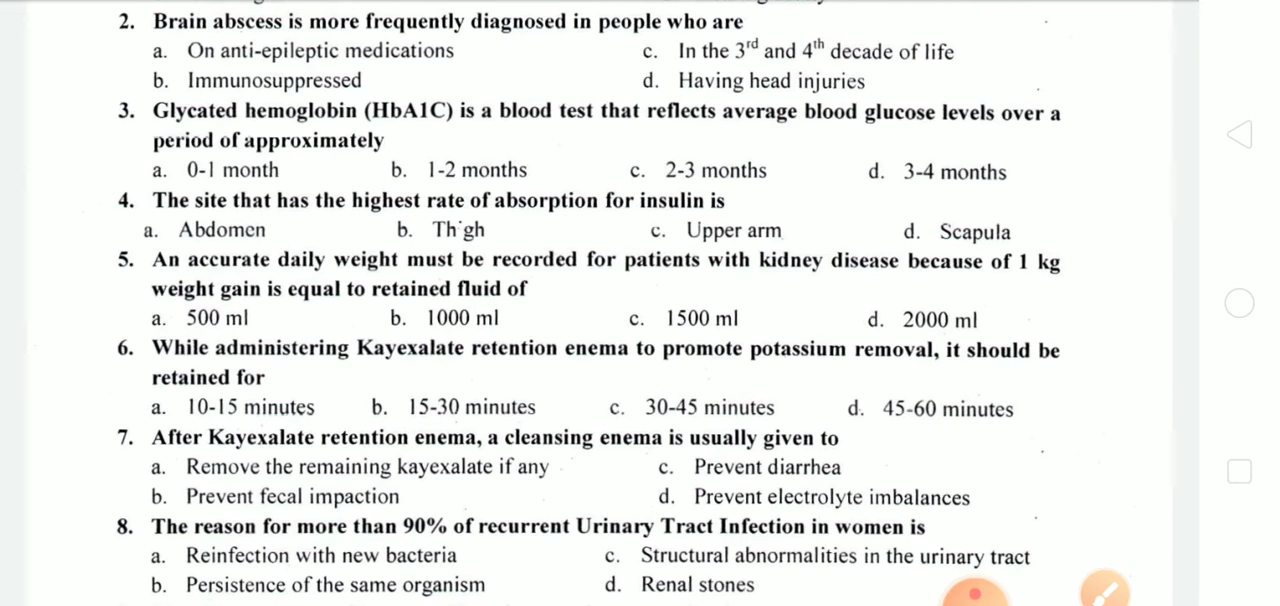 2. Brain abscess is more frequently diagnosed in people who are
a. On anti-epileptic medications c. In the 3rd and 4th decade of life
b. Immunosuppressed d. Having head injuries
3. Glycated hemoglobin (HbA1C) is a blood test that reflects average blood glucose levels over a
period of approximately
a. 0-1 month b. 1-2 months c. 2-3 months d. 3-4 months
4. The site that has the highest rate of absorption for insulin is
a. Abdomen b. Thigh c. Upper arm d. Scapula
5. An accurate daily weight must be recorded for patients with kidney disease because of 1 kg
weight gain is equal to retained fluid of
a. 500 ml b. 1000 ml c. 1500 ml d. 2000 ml
6. While administering Kayexalate retention enema to promote potassium removal, it should be
retained for
a. 10-15 minutes b. 15-30 minutes c. 30-45 minutes d. 45-60 minutes
7. After Kayexalate retention enema, a cleansing enema is usually given to
a. Remove the remaining kayexalate if any c. Prevent diarrhea
b. Prevent fecal impaction d. Prevent electrolyte imbalances
8. The reason for more than 90% of recurrent Urinary Tract Infection in women is
a. Reinfection with new bacteria c. Structural abnormalities in the urinary tract
b. Persistence of the same organism d. Renal stones